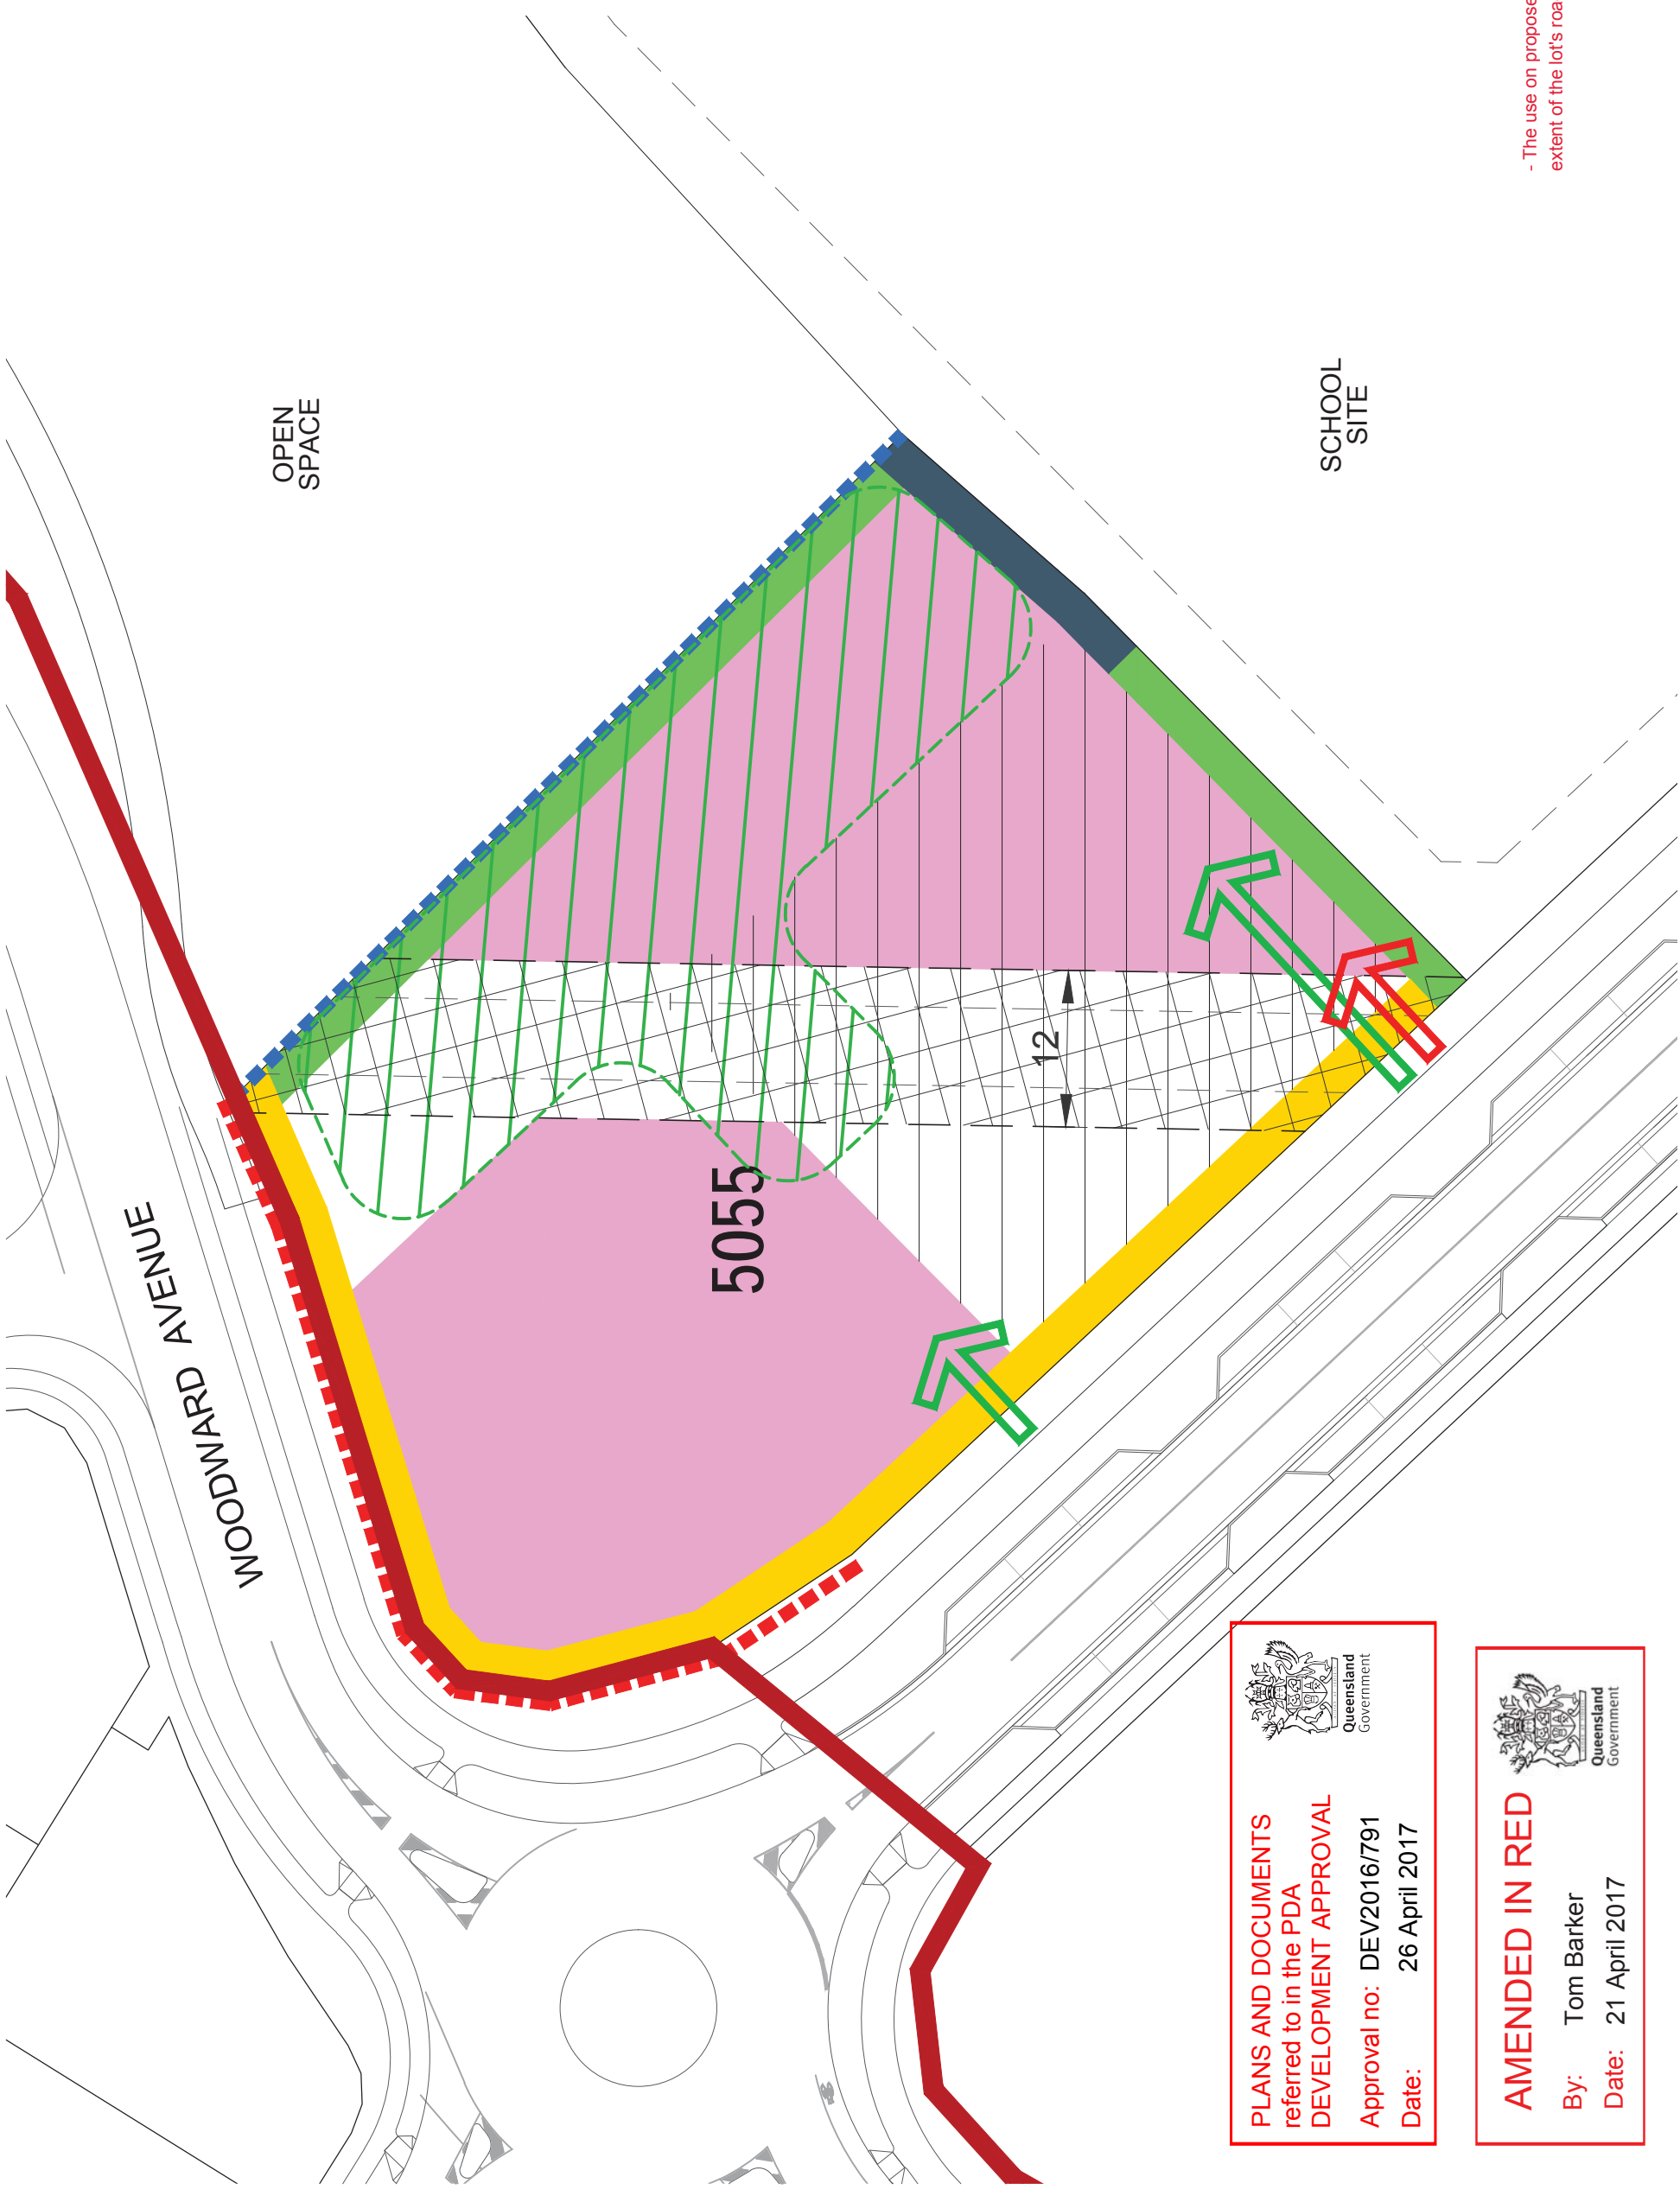 - The use on propose
extent of the lot's roa
OPEN
SPACE
SCHOOL
SITE
WOODWARD AVENUE
5055
12
PLANS AND DOCUMENTS
referred to in the PDA
DEVELOPMENT APPROVAL
Approval no: DEV2016/791
Date: 26 April 2017
Queensland
Government
AMENDED IN RED
By: Tom Barker
Date: 21 April 2017
Queensland
Government